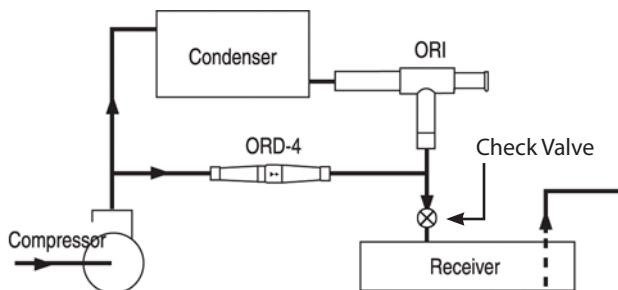 Condenser
ORI
ORD-4
Check Valve
Compressor
Receiver